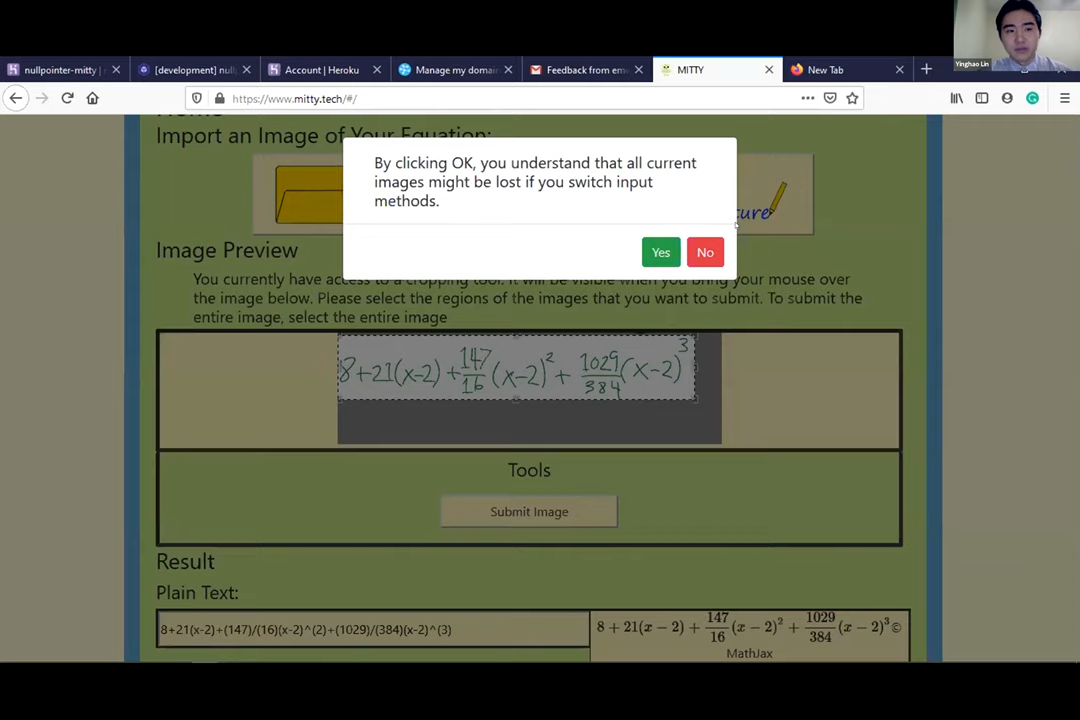 Yinghao Lin
nullpointer-mitty |
[development] nul
Account | Heroku
Manage my domai
Feedback from em
MITTY
New Tab
https://www.mitty.tech/#/
Import an Image of Your Equation:
By clicking OK, you understand that all current
images might be lost if you switch input
methods.
Yes
No
Image Preview
You currently have access to a cropping tool. It will be visible when you bring your mouse over
the image below. Please select the regions of the images that you want to submit. To submit the
entire image, select the entire image
8+21(x-2)+147/16(x-2)²+1029/384(x-2)³
Tools
Submit Image
Result
Plain Text:
8+21(x-2)+(147)/(16)(x-2)^(2)+(1029)/(384)(x-2)^(3)
8 + 21(x − 2) + 147/16(x − 2)² + 1029/384(x − 2)³©
MathJax